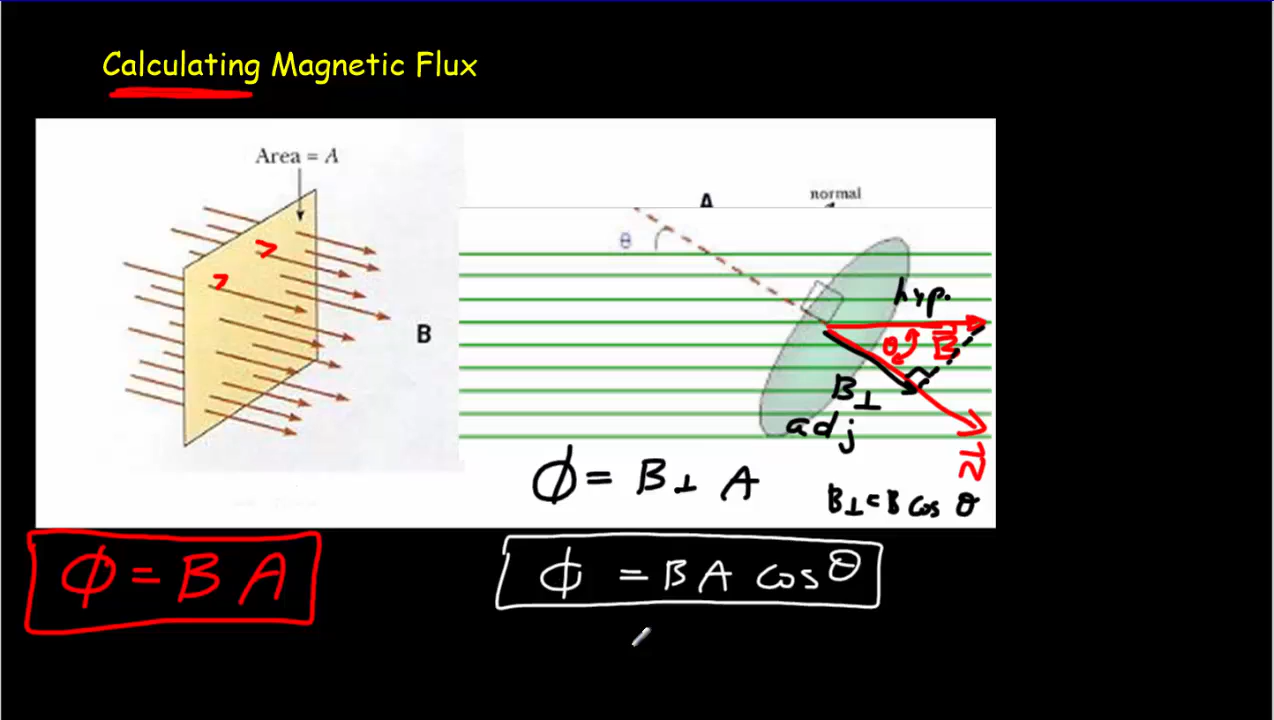 Calculating Magnetic Flux
Area = A
B
A
normal
θ
hyp.
θ
B
B⊥
adj
Φ = B⊥ A
B⊥ = B cos θ
Φ = B A
Φ = B A cos θ